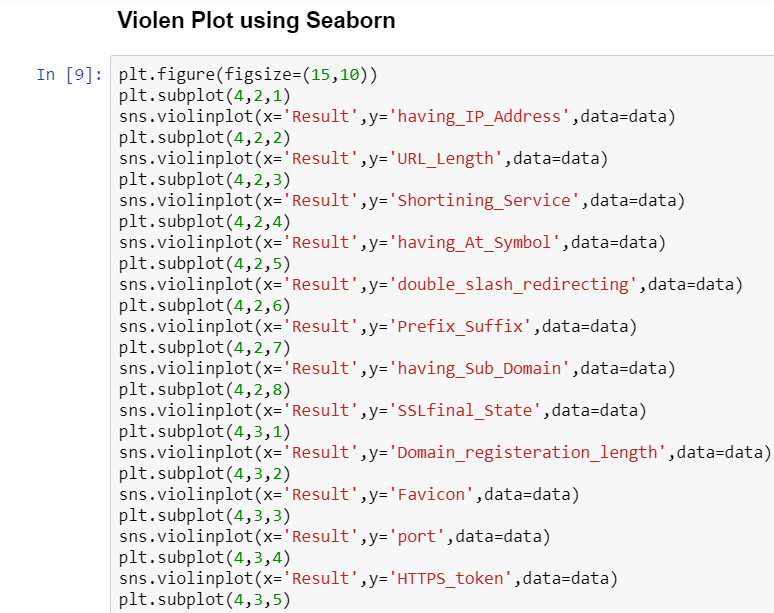 Violen Plot using Seaborn
In [9]: plt.figure(figsize=(15,10))
plt.subplot(4,2,1)
sns.violinplot(x='Result',y='having_IP_Address',data=data)
plt.subplot(4,2,2)
sns.violinplot(x='Result',y='URL_Length',data=data)
plt.subplot(4,2,3)
sns.violinplot(x='Result',y='Shortining_Service',data=data)
plt.subplot(4,2,4)
sns.violinplot(x='Result',y='having_At_Symbol',data=data)
plt.subplot(4,2,5)
sns.violinplot(x='Result',y='double_slash_redirecting',data=data)
plt.subplot(4,2,6)
sns.violinplot(x='Result',y='Prefix_Suffix',data=data)
plt.subplot(4,2,7)
sns.violinplot(x='Result',y='having_Sub_Domain',data=data)
plt.subplot(4,2,8)
sns.violinplot(x='Result',y='SSLfinal_State',data=data)
plt.subplot(4,3,1)
sns.violinplot(x='Result',y='Domain_registeration_length',data=data)
plt.subplot(4,3,2)
sns.violinplot(x='Result',y='Favicon',data=data)
plt.subplot(4,3,3)
sns.violinplot(x='Result',y='port',data=data)
plt.subplot(4,3,4)
sns.violinplot(x='Result',y='HTTPS_token',data=data)
plt.subplot(4,3,5)